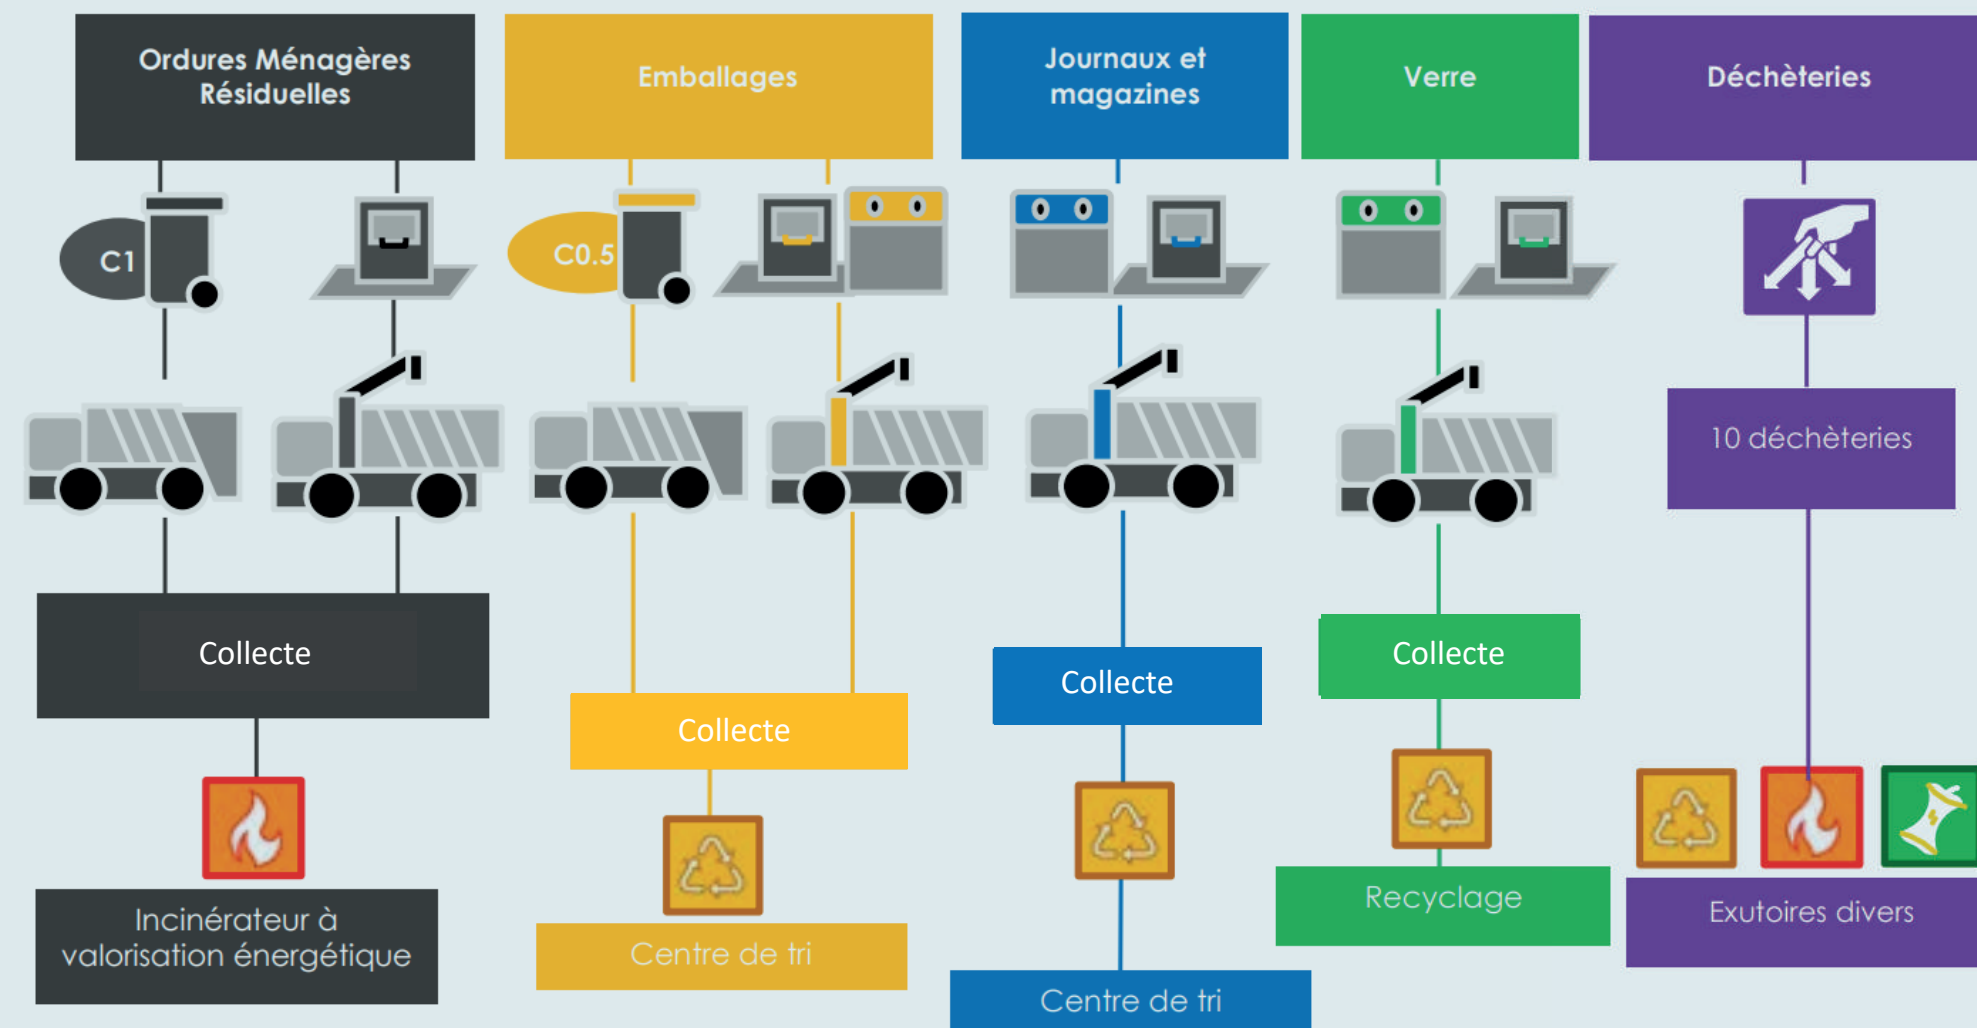 Ordures Ménagères
Résiduelles
Emballages
Journaux et
magazines
Verre
Déchèteries
C1
C0.5
10 déchèteries
Collecte
Collecte
Collecte
Collecte
Incinérateur à
valorisation énergétique
Centre de tri
Centre de tri
Recyclage
Exutoires divers